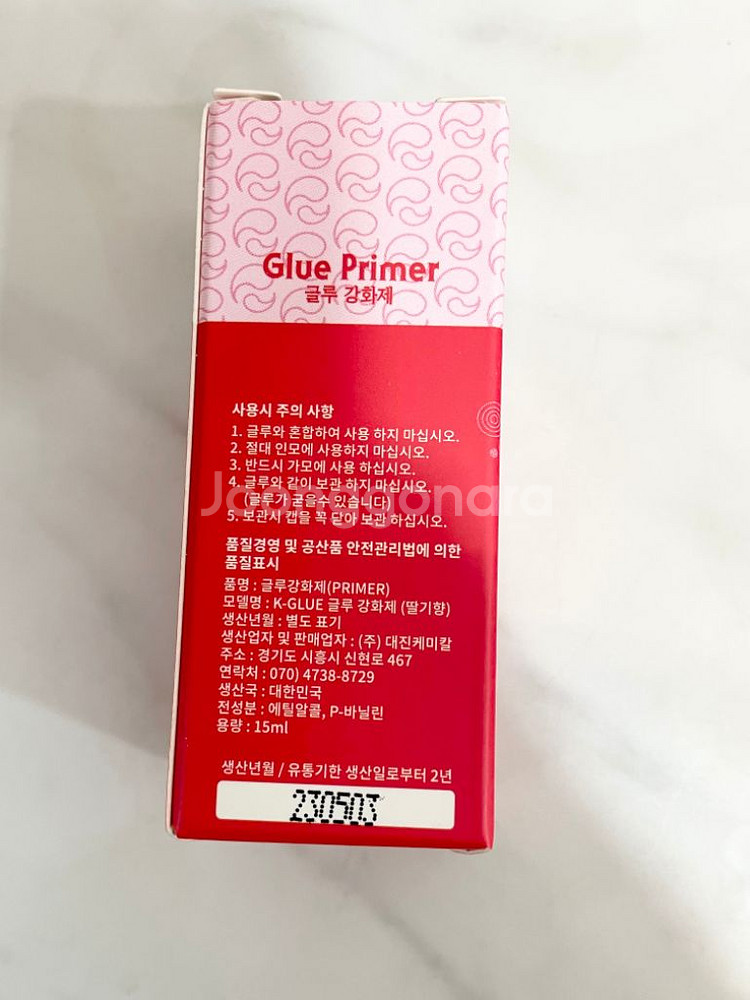 Glue Primer
글루 강화제
사용시 주의 사항
1. 글루와 혼합하여 사용 하지 마십시오.
2. 절대 인모에 사용하지 마십시오.
3. 반드시 가모에 사용 하십시오.
4. 글루와 같이 보관 하지 마십시오.
(글루가 굳을수 있습니다)
5. 보관시 캡을 꼭 닫아 보관 하십시오.
Joonggonara
품질경영 및 공산품 안전관리법에 의한
품질표시
품명 : 글루강화제(PRIMER)
모델명 : K-GLUE 글루 강화제 (딸기향)
생산년월 : 별도 표기
생산업자 및 판매업자 : (주) 대진케미칼
주소 : 경기도 시흥시 신현로 467
연락처 : 070) 4738-8729
생산국 : 대한민국
전성분 : 에틸알콜, P-바닐린
용량 : 15ml
생산년월 / 유통기한 생산일로부터 2년
230503